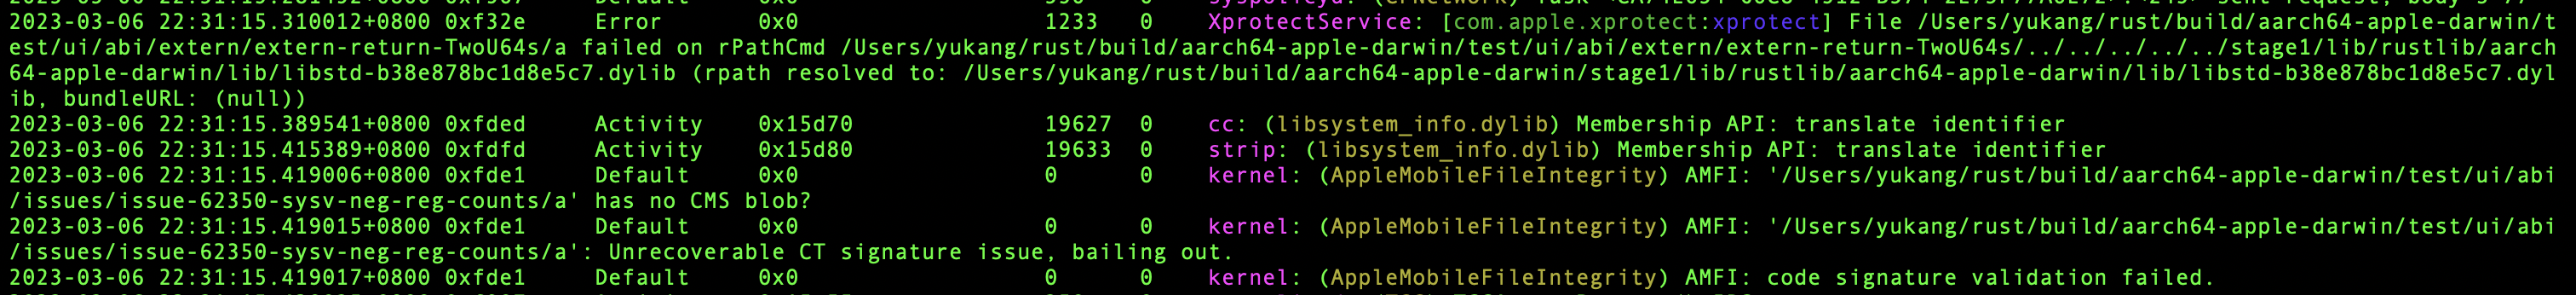 2023-03-06 22:31:15.310012+0800 0xf32e     Error       0x0                  1233   0    XprotectService: [com.apple.xprotect:xprotect] File /Users/yukang/rust/build/aarch64-apple-darwin/t
est/ui/abi/extern/extern-return-TwoU64s/a failed on rPathCmd /Users/yukang/rust/build/aarch64-apple-darwin/test/ui/abi/extern/extern-return-TwoU64s/../../../../../stage1/lib/rustlib/aarch
64-apple-darwin/lib/libstd-b38e878bc1d8e5c7.dylib (rpath resolved to: /Users/yukang/rust/build/aarch64-apple-darwin/stage1/lib/rustlib/aarch64-apple-darwin/lib/libstd-b38e878bc1d8e5c7.dyl
ib, bundleURL: (null))
2023-03-06 22:31:15.389541+0800 0xfded     Activity    0x15d70              19627  0    cc: (libsystem_info.dylib) Membership API: translate identifier
2023-03-06 22:31:15.415389+0800 0xfdfd     Activity    0x15d80              19633  0    strip: (libsystem_info.dylib) Membership API: translate identifier
2023-03-06 22:31:15.419006+0800 0xfde1     Default     0x0                  0      0    kernel: (AppleMobileFileIntegrity) AMFI: '/Users/yukang/rust/build/aarch64-apple-darwin/test/ui/abi
/issues/issue-62350-sysv-neg-reg-counts/a' has no CMS blob?
2023-03-06 22:31:15.419015+0800 0xfde1     Default     0x0                  0      0    kernel: (AppleMobileFileIntegrity) AMFI: '/Users/yukang/rust/build/aarch64-apple-darwin/test/ui/abi
/issues/issue-62350-sysv-neg-reg-counts/a': Unrecoverable CT signature issue, bailing out.
2023-03-06 22:31:15.419017+0800 0xfde1     Default     0x0                  0      0    kernel: (AppleMobileFileIntegrity) AMFI: code signature validation failed.